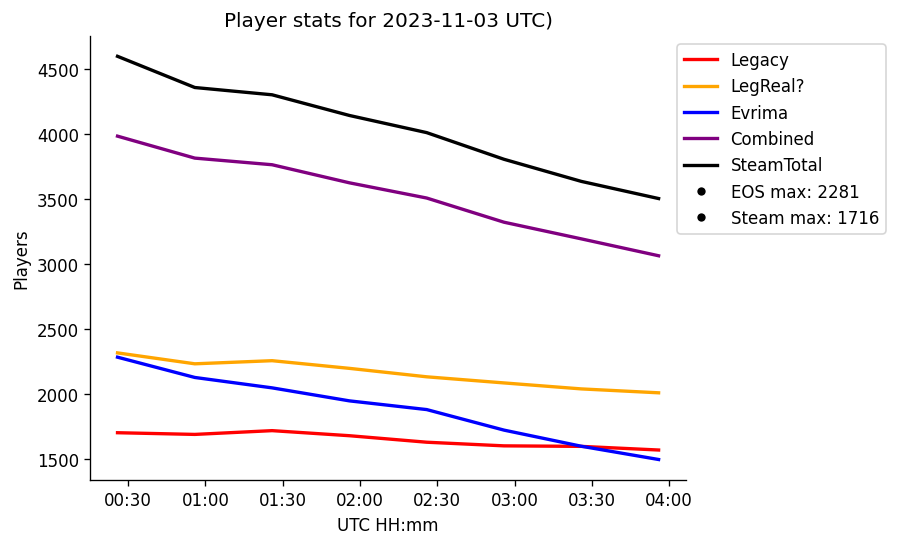 Player stats for 2023-11-03 UTC)
Legacy
LegReal?
Evrima
Combined
SteamTotal
EOS max: 2281
Steam max: 1716
Players
4500
4000
3500
3000
2500
2000
1500
00:30 01:00 01:30 02:00 02:30 03:00 03:30 04:00
UTC HH:mm